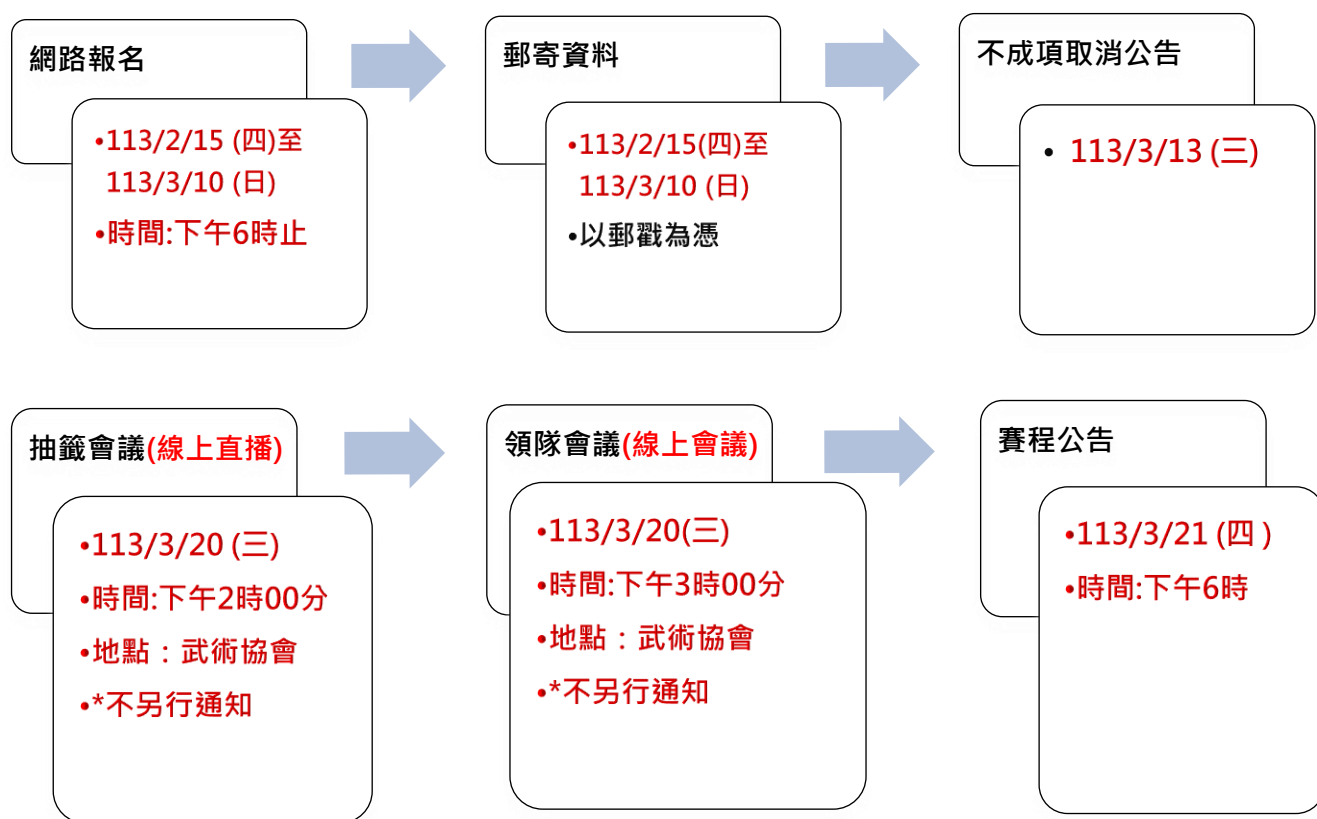 網路報名
•113/2/15 (四)至
113/3/10 (日)
•時間:下午6時止
郵寄資料
•113/2/15(四)至
113/3/10 (日)
•以郵戳為憑
不成項取消公告
• 113/3/13 (三)
抽籤會議(線上直播)
•113/3/20 (三)
•時間:下午2時00分
•地點：武術協會
•*不另行通知
領隊會議(線上會議)
•113/3/20(三)
•時間:下午3時00分
•地點：武術協會
•*不另行通知
賽程公告
•113/3/21 (四 )
•時間:下午6時